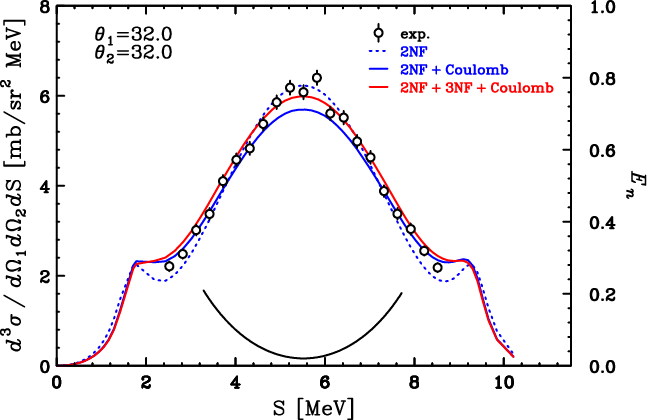 8
6
4
2
0
d³σ / dΩ₁dΩ₂dS [mb/sr² MeV]
θ₁=32.0
θ₂=32.0
exp.
2NF
2NF + Coulomb
2NF + 3NF + Coulomb
1.0
0.8
0.6
0.4
0.2
0.0
Eₙ
0 2 4 6 8 10
S [MeV]